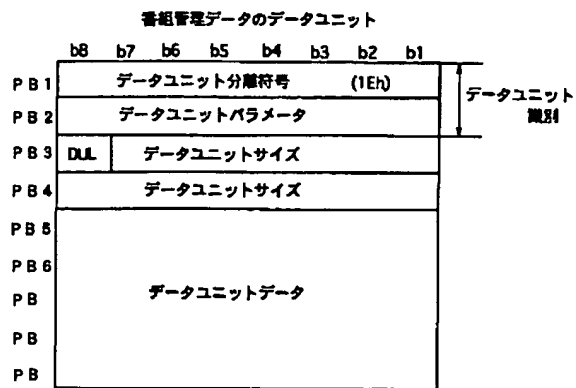 番組管理データのデータユニット
b8 b7 b6 b5 b4 b3 b2 b1
PB1 データユニット分離符号 (1Eh)
データユニット識別
PB2 データユニットパラメータ
PB3 DUL データユニットサイズ
PB4 データユニットサイズ
PB5
PB6
PB データユニットデータ
PB
PB